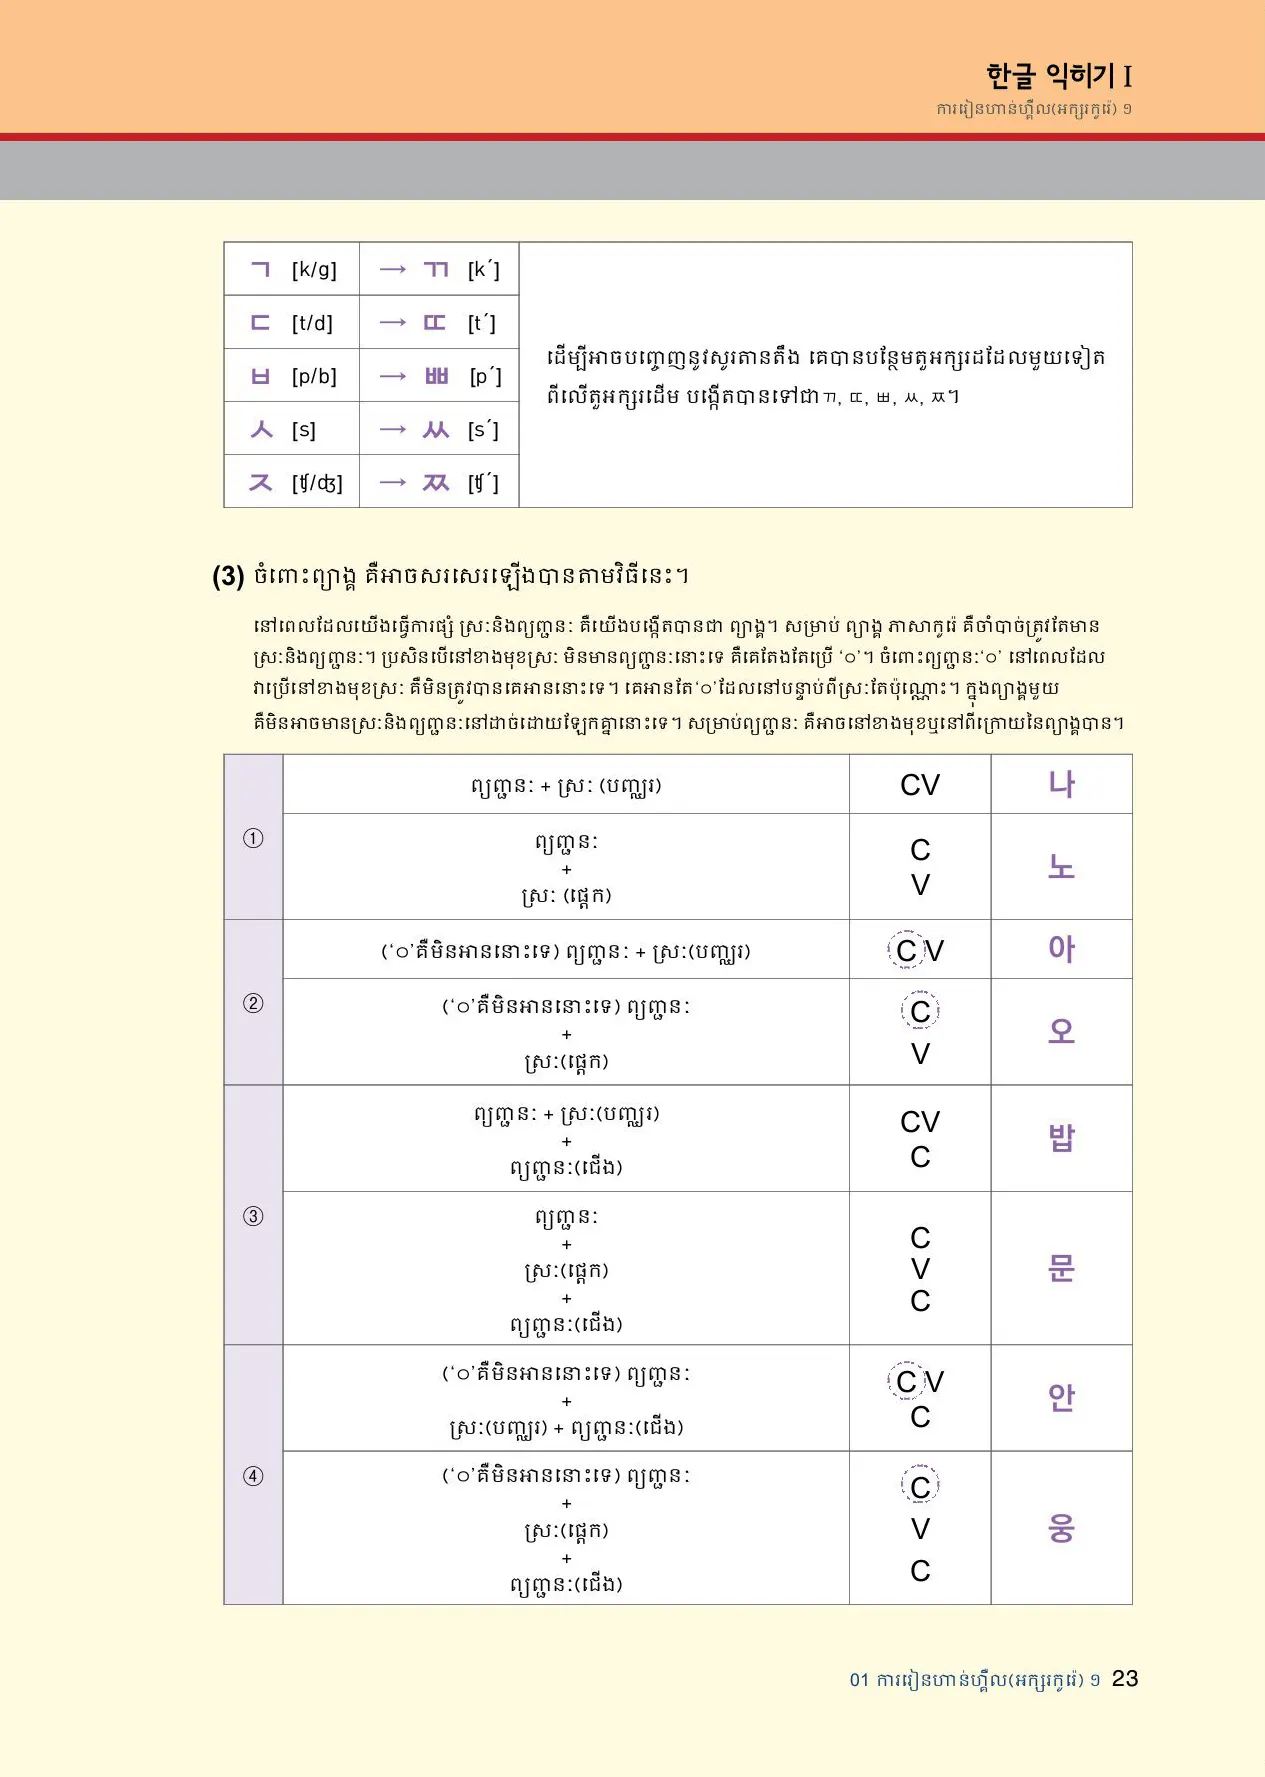 한글 익히기 I
ការរៀនហាន់ហ្គឺល(អក្សរកូរ៉េ) ១
ㄱ [k/g] → ㄲ [k´]
ㄷ [t/d] → ㄸ [t´]
ㅂ [p/b] → ㅃ [p´]
ㅅ [s] → ㅆ [s´]
ㅈ [ʧ/ʤ] → ㅉ [ʧ´]
ដើម្បីអាចបញ្ចេញនូវសូរតានតឹង គេបានបន្ថែមតួអក្សរដដែលមួយទៀត
ពីលើតួអក្សរដើម បង្កើតបានទៅជាㄲ, ㄸ, ㅃ, ㅆ, ㅉ។
(3) ចំពោះព្យាង្គ គឺអាចសរសេរឡើងបានតាមវិធីនេះ។
នៅពេលដែលយើងធ្វើការផ្សំ ស្រៈនិងព្យញ្ជនៈ គឺយើងបង្កើតបានជា ព្យាង្គ។ សម្រាប់ ព្យាង្គ ភាសាកូរ៉េ គឺចាំបាច់ត្រូវតែមាន
ស្រៈនិងព្យញ្ជនៈ។ ប្រសិនបើនៅខាងមុខស្រៈ មិនមានព្យញ្ជនៈនោះទេ គឺគេតែងតែប្រើ ‘ㅇ’។ ចំពោះព្យញ្ជនៈ‘ㅇ’ នៅពេលដែល
វាប្រើនៅខាងមុខស្រៈ គឺមិនត្រូវបានគេអាននោះទេ។ គេអានតែ‘ㅇ’ដែលនៅបន្ទាប់ពីស្រៈតែប៉ុណ្ណោះ។ ក្នុងព្យាង្គមួយ
គឺមិនអាចមានស្រៈនិងព្យញ្ជនៈនៅដាច់ដោយឡែកគ្នានោះទេ។ សម្រាប់ព្យញ្ជនៈ គឺអាចនៅខាងមុខឬនៅពីក្រោយនៃព្យាង្គបាន។
①
ព្យញ្ជនៈ + ស្រៈ (បញ្ឈរ) CV 나
ព្យញ្ជនៈ
+
ស្រៈ (ផ្តេក)
C
V
노
②
(‘ㅇ’គឺមិនអាននោះទេ) ព្យញ្ជនៈ + ស្រៈ(បញ្ឈរ) C V 아
(‘ㅇ’គឺមិនអាននោះទេ) ព្យញ្ជនៈ
+
ស្រៈ(ផ្តេក)
C
V
오
③
ព្យញ្ជនៈ + ស្រៈ(បញ្ឈរ)
+
ព្យញ្ជនៈ(ជើង)
CV
C
밥
ព្យញ្ជនៈ
+
ស្រៈ(ផ្តេក)
+
ព្យញ្ជនៈ(ជើង)
C
V
C
문
④
(‘ㅇ’គឺមិនអាននោះទេ) ព្យញ្ជនៈ
+
ស្រៈ(បញ្ឈរ) + ព្យញ្ជនៈ(ជើង)
C V
C
안
(‘ㅇ’គឺមិនអាននោះទេ) ព្យញ្ជនៈ
+
ស្រៈ(ផ្តេក)
+
ព្យញ្ជនៈ(ជើង)
C
V
C
웅
01 ការរៀនហាន់ហ្គឺល(អក្សរកូរ៉េ) ១ 23